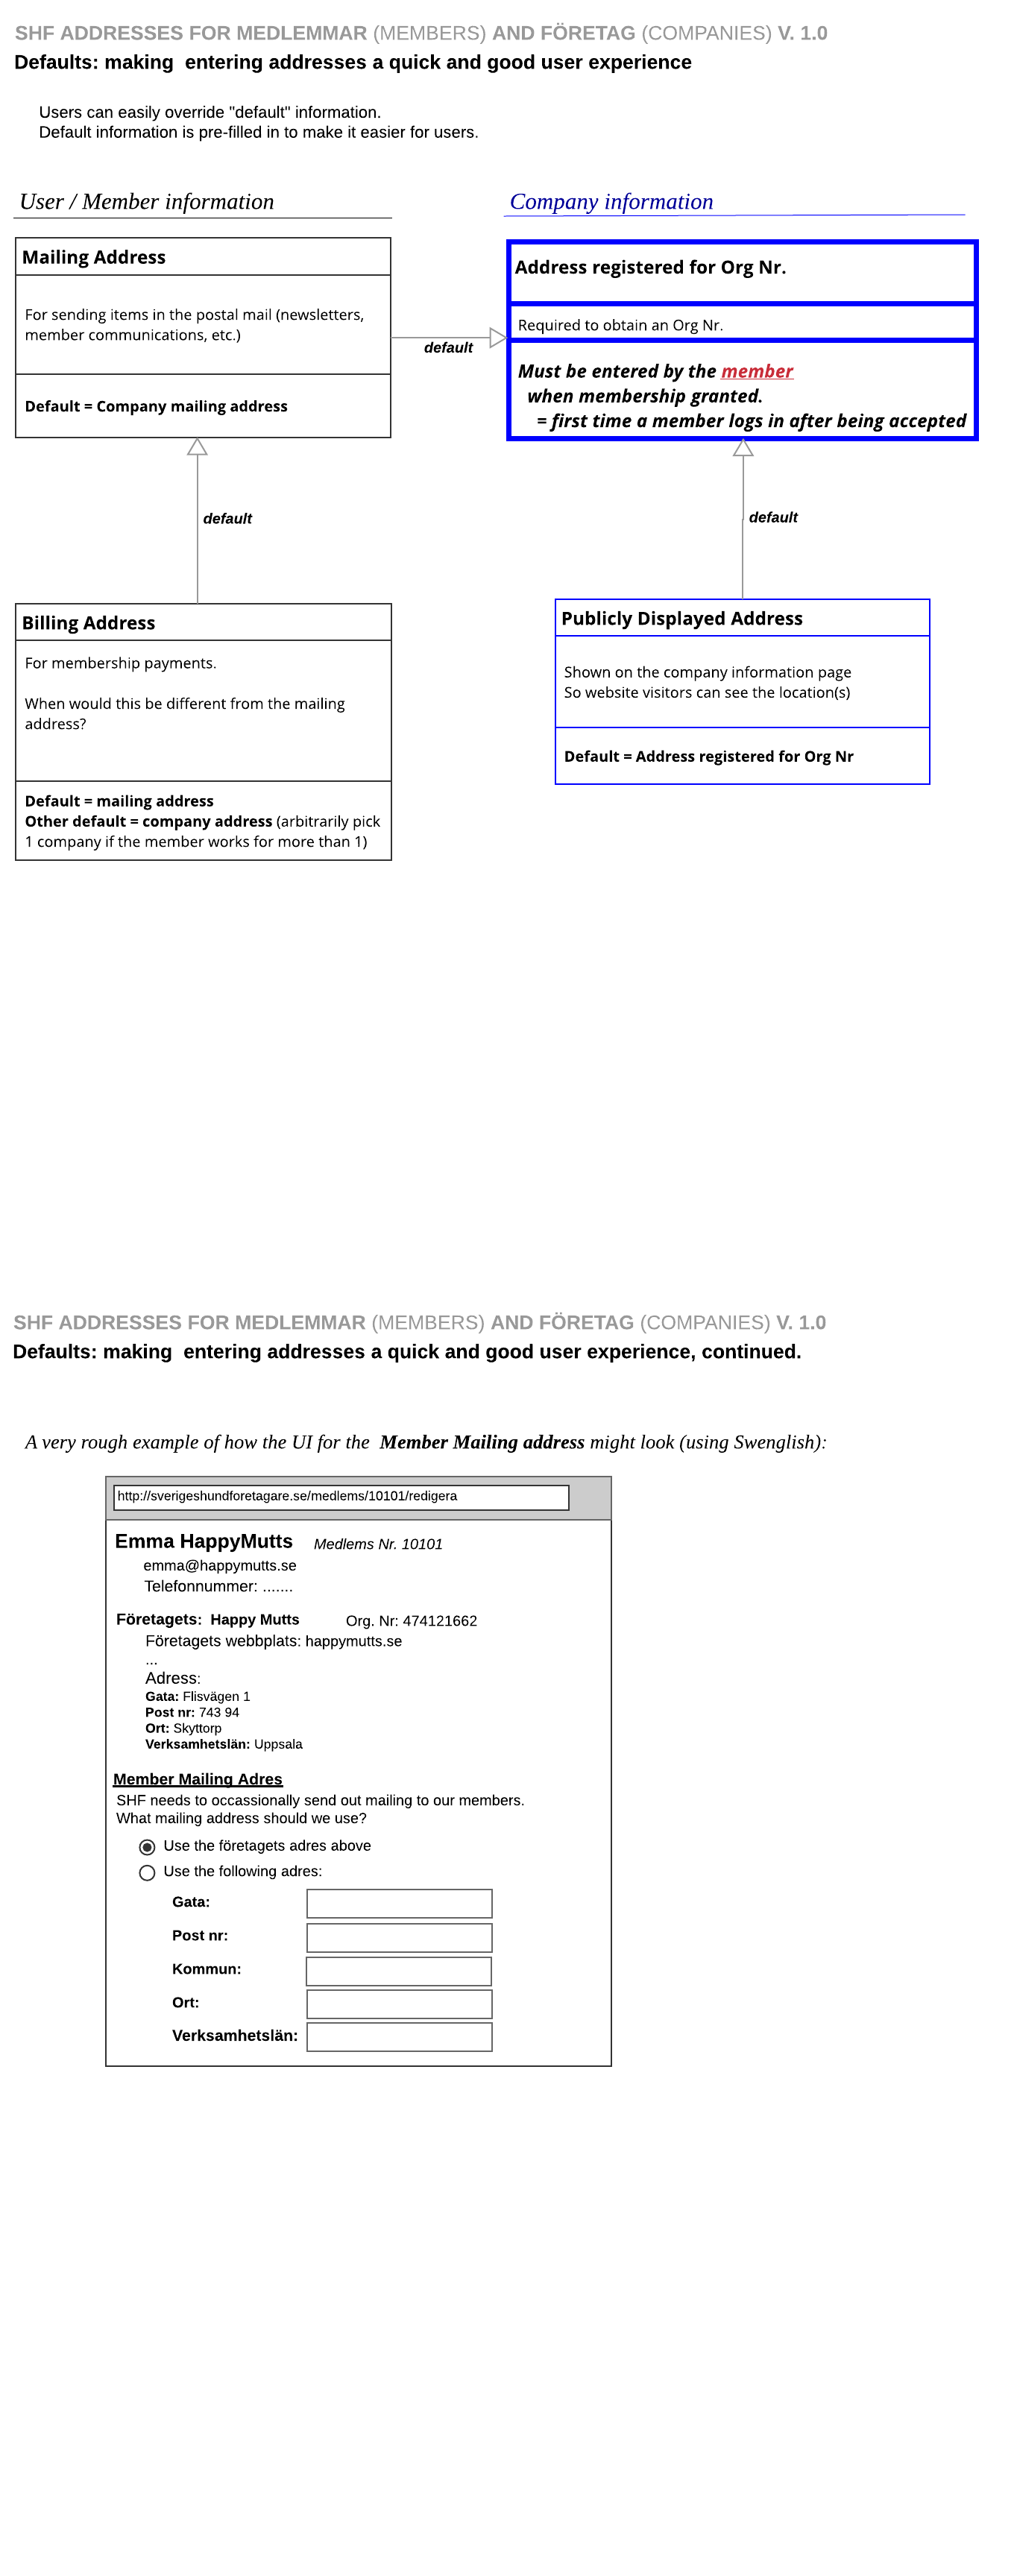 SHF ADDRESSES FOR MEDLEMMAR (MEMBERS) AND FÖRETAG (COMPANIES) V. 1.0
Defaults: making  entering addresses a quick and good user experience
Users can easily override "default" information.
Default information is pre-filled in to make it easier for users.
User / Member information
Mailing Address
For sending items in the postal mail (newsletters,
member communications, etc.)
Default = Company mailing address
default
Company information
Address registered for Org Nr.
Required to obtain an Org Nr.
Must be entered by the member
when membership granted.
= first time a member logs in after being accepted
default
default
Billing Address
For membership payments.
When would this be different from the mailing
address?
Default = mailing address
Other default = company address (arbitrarily pick
1 company if the member works for more than 1)
Publicly Displayed Address
Shown on the company information page
So website visitors can see the location(s)
Default = Address registered for Org Nr
SHF ADDRESSES FOR MEDLEMMAR (MEMBERS) AND FÖRETAG (COMPANIES) V. 1.0
Defaults: making  entering addresses a quick and good user experience, continued.
A very rough example of how the UI for the  Member Mailing address might look (using Swenglish):
http://sverigeshundforetagare.se/medlems/10101/redigera
Emma HappyMutts Medlems Nr. 10101
emma@happymutts.se
Telefonnummer: .......
Företagets:  Happy Mutts Org. Nr: 474121662
Företagets webbplats: happymutts.se
...
Adress:
Gata: Flisvägen 1
Post nr: 743 94
Ort: Skyttorp
Verksamhetslän: Uppsala
Member Mailing Adres
SHF needs to occassionally send out mailing to our members.
What mailing address should we use?
Use the företagets adres above
Use the following adres:
Gata:
Post nr:
Kommun:
Ort:
Verksamhetslän: